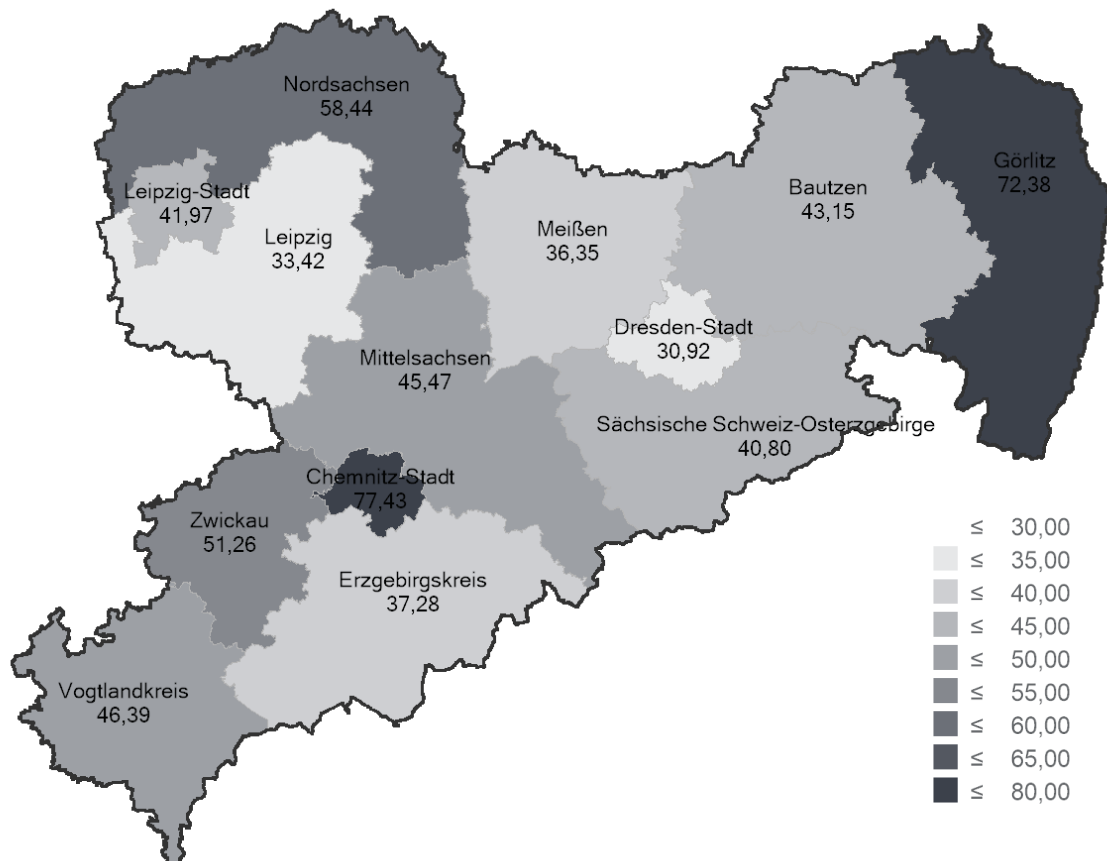 Nordsachsen
58,44
Leipzig-Stadt
41,97
Leipzig
33,42
Meißen
36,35
Bautzen
43,15
Görlitz
72,38
Dresden-Stadt
30,92
Mittelsachsen
45,47
Sächsische Schweiz-Osterzgebirge
40,80
Chemnitz-Stadt
77,43
Zwickau
51,26
Erzgebirgskreis
37,28
Vogtlandkreis
46,39
≤ 30,00
≤ 35,00
≤ 40,00
≤ 45,00
≤ 50,00
≤ 55,00
≤ 60,00
≤ 65,00
≤ 80,00